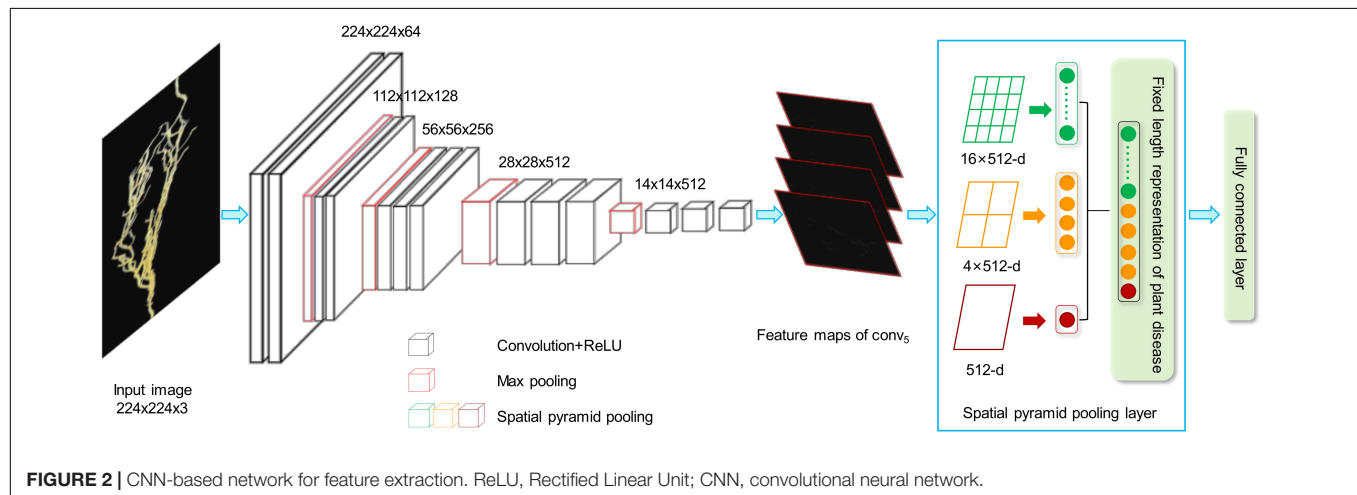 224x224x64
112x112x128
56x56x256
28x28x512
14x14x512
Input image
224x224x3
Convolution+ReLU
Max pooling
Spatial pyramid pooling
Feature maps of conv5
16×512-d
4×512-d
512-d
Spatial pyramid pooling layer
Fixed length representation of plant disease
Fully connected layer
FIGURE 2 | CNN-based network for feature extraction. ReLU, Rectified Linear Unit; CNN, convolutional neural network.